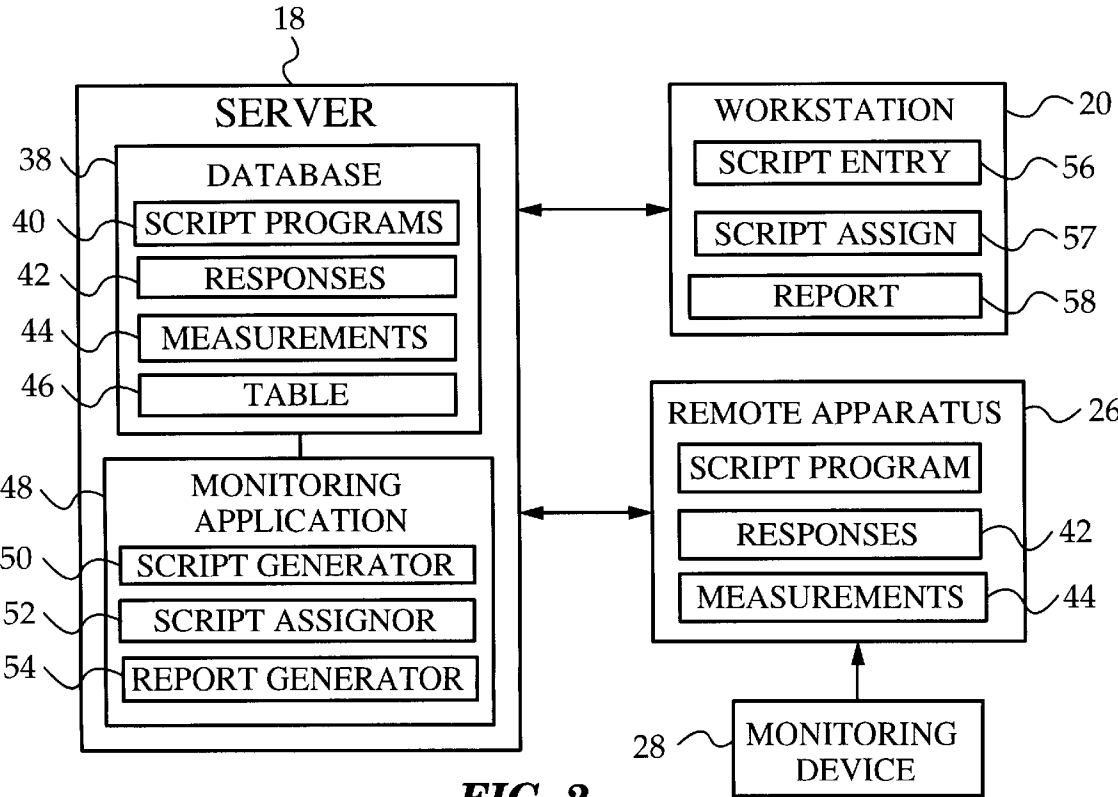 18
SERVER
38
DATABASE
40
SCRIPT PROGRAMS
42
RESPONSES
44
MEASUREMENTS
46
TABLE
48
MONITORING
APPLICATION
50
SCRIPT GENERATOR
52
SCRIPT ASSIGNOR
54
REPORT GENERATOR
WORKSTATION
20
SCRIPT ENTRY
56
SCRIPT ASSIGN
57
REPORT
58
REMOTE APPARATUS
26
SCRIPT PROGRAM
RESPONSES
42
MEASUREMENTS
44
28
MONITORING
DEVICE